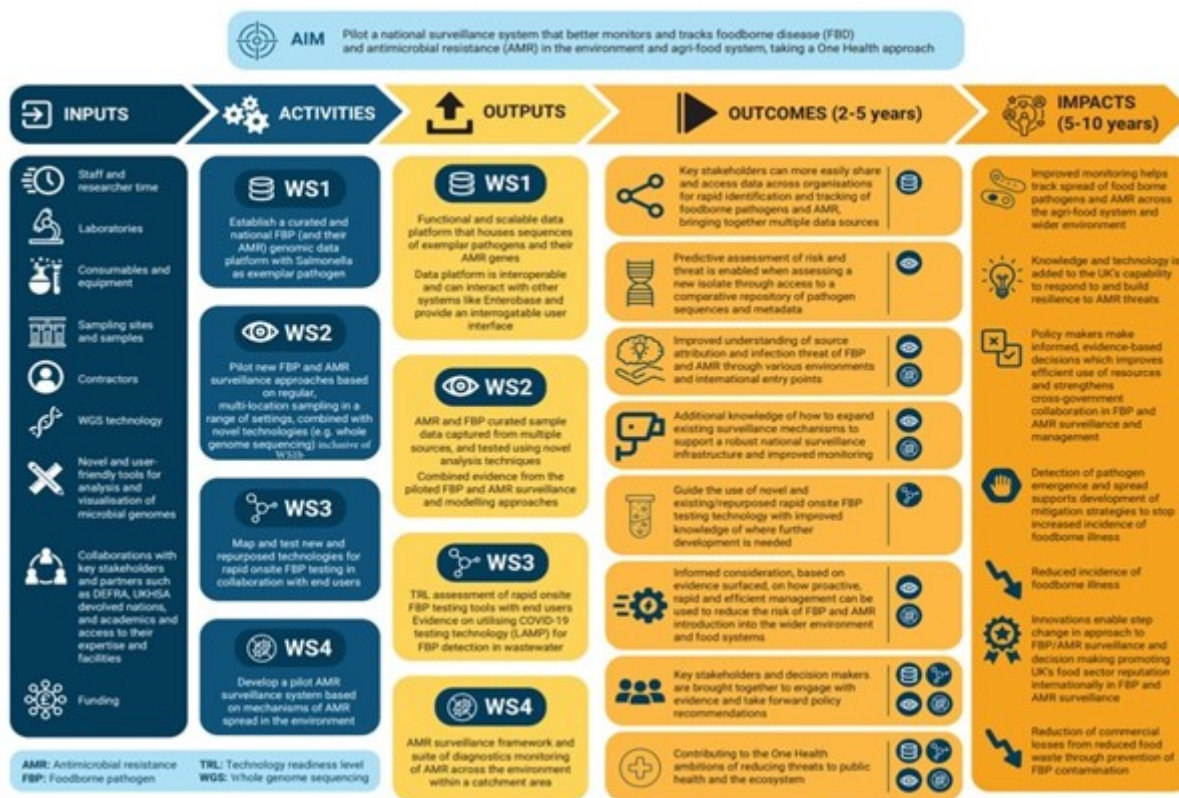 AIM
Pilot a national surveillance system that better monitors and tracks foodborne disease (FBD)
and antimicrobial resistance (AMR) in the environment and agri-food system, taking a One Health approach
INPUTS
Staff and
researcher time
Laboratories
Consumables and
equipment
Sampling sites
and samples
Contractors
WGS technology
Novel and user-
friendly tools for
analysis and
visualisation of
microbial genomes
Collaborations with
key stakeholders
and partners such
as DEFRA, UKHSA
devolved nations,
and academics and
access to their
expertise and
facilities
Funding
ACTIVITIES
WS1
Establish a curated and
national FBP (and their
AMR) genomic data
platform with Salmonella
as exemplar pathogen
WS2
Pilot new FBP and AMR
surveillance approaches based
on regular,
multi-location sampling in a
range of settings, combined with
novel technologies (e.g. whole
genome sequencing) inclusive of
WS1b
WS3
Map and test new and
repurposed technologies for
rapid onsite FBP testing in
collaboration with end users
WS4
Develop a pilot AMR
surveillance system based
on mechanisms of AMR
spread in the environment
OUTPUTS
WS1
Functional and scalable data
platform that houses sequences
of exemplar pathogens and their
AMR genes
Data platform is interoperable
and can interact with other
systems like Enterobase and
provide an interrogatable user
interface
WS2
AMR and FBP curated sample
data captured from multiple
sources, and tested using novel
analysis techniques
Combined evidence from the
piloted FBP and AMR surveillance
and modelling approaches
WS3
TRL assessment of rapid onsite
FBP testing tools with end users
Evidence on utilising COVID-19
testing technology (LAMP) for
FBP detection in wastewater
WS4
AMR surveillance framework and
suite of diagnostics monitoring
of AMR across the environment
within a catchment area
OUTCOMES (2-5 years)
Key stakeholders can more easily share
and access data across organisations
for rapid identification and tracking of
foodborne pathogens and AMR,
bringing together multiple data sources
Predictive assessment of risk and
threat is enabled when assessing a
new isolate through access to a
comparative repository of pathogen
sequences and metadata
Improved understanding of source
attribution and infection threat of FBP
and AMR through various environments
and international entry points
Additional knowledge of how to expand
existing surveillance mechanisms to
support a robust national surveillance
infrastructure and improved monitoring
Guide the use of novel and
existing/repurposed rapid onsite FBP
testing technology with improved
knowledge of where further
development is needed
Informed consideration, based on
evidence surfaced, on how proactive,
rapid and efficient management can be
used to reduce the risk of FBP and AMR
introduction into the wider environment
and food systems
Key stakeholders and decision makers
are brought together to engage with
evidence and take forward policy
recommendations
Contributing to the One Health
ambitions of reducing threats to public
health and the ecosystem
IMPACTS
(5-10 years)
Improved monitoring helps
track spread of food borne
pathogens and AMR across
the agri-food system and
wider environment
Knowledge and technology is
added to the UK's capability
to respond to and build
resilience to AMR threats
Policy makers make
informed, evidence-based
decisions which improves
efficient use of resources
and strengthens
cross-government
collaboration in FBP and
AMR surveillance and
management
Detection of pathogen
emergence and spread
supports development of
mitigation strategies to stop
increased incidence of
foodborne illness
Reduced incidence of
foodborne illness
Innovations enable step
change in approach to
FBP/AMR surveillance and
decision making promoting
UK's food sector reputation
internationally in FBP and
AMR surveillance
Reduction of commercial
losses from reduced food
waste through prevention of
FBP contamination
AMR: Antimicrobial resistance
FBP: Foodborne pathogen
TRL: Technology readiness level
WGS: Whole genome sequencing